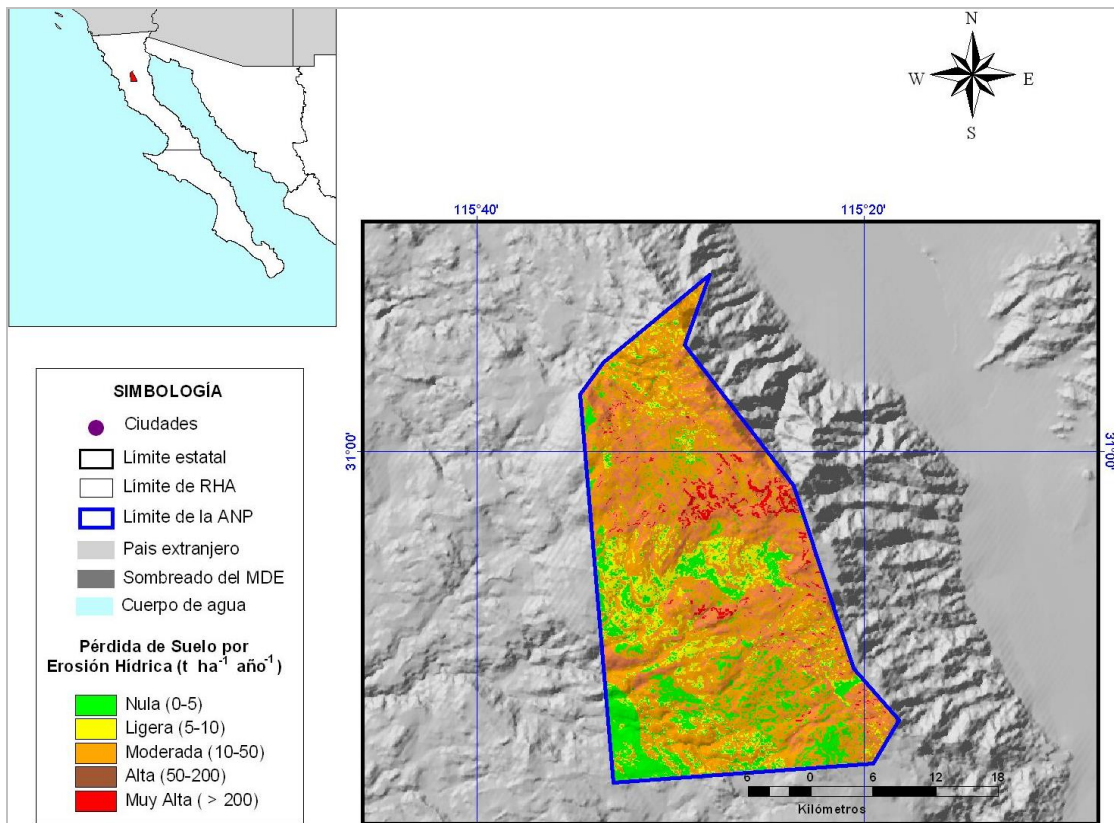 N
W E
S
115°40' 115°20'
31°00' 31°00'
SIMBOLOGÍA
Ciudades
Limite estatal
Limite de RHA
Limite de la ANP
Pais extranjero
Sombreado del MDE
Cuerpo de agua
Pérdida de Suelo por
Erosión Hídrica (t ha⁻¹ año⁻¹)
Nula (0-5)
Ligera (5-10)
Moderada (10-50)
Alta (50-200)
Muy Alta ( > 200)
6 0 6 12 18
Kilómetros